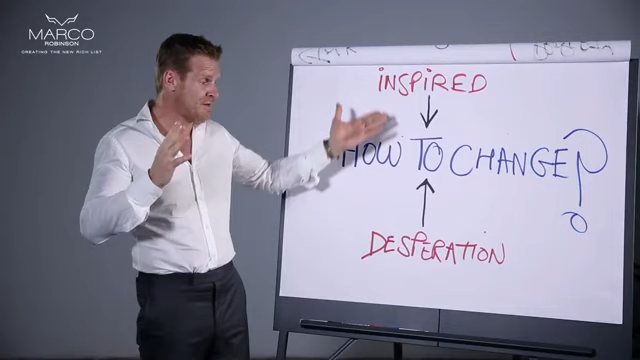 MARCO
ROBINSON
CREATING THE NEW RICH LIST
INSPIRED
HOW TO CHANGE?
DESPERATION